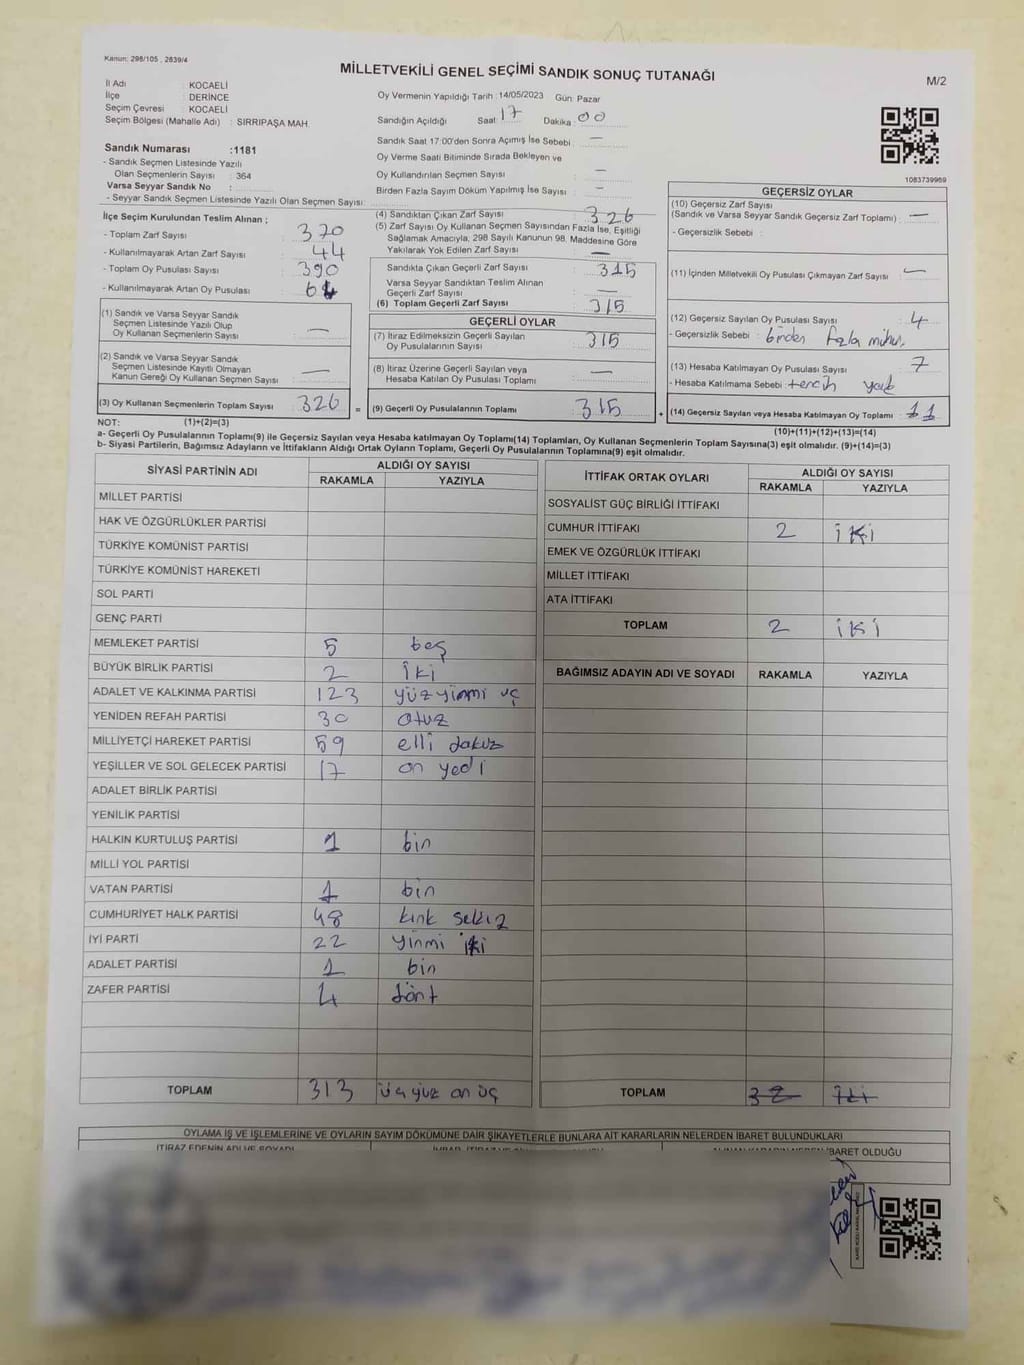 Kanun: 298/105 , 2839/4
MİLLETVEKİLİ GENEL SEÇİMİ SANDIK SONUÇ TUTANAĞI
M/2
İl Adı : KOCAELİ
İlçe : DERİNCE
Seçim Çevresi : KOCAELİ
Seçim Bölgesi (Mahalle Adı) : SIRRIPAŞA MAH.
Oy Vermenin Yapıldığı Tarih :14/05/2023 Gün: Pazar
Sandığın Açıldığı Saat: 17 Dakika: 00
Sandık Saat 17:00'den Sonra Açımış İse Sebebi : —
Oy Verme Saati Bitiminde Sırada Bekleyen ve
Oy Kullandırılan Seçmen Sayısı : —
Birden Fazla Sayım Döküm Yapılmış İse Sayısı : —
Sandık Numarası :1181
- Sandık Seçmen Listesinde Yazılı
Olan Seçmenlerin Sayısı : 364
Varsa Seyyar Sandık No :
- Seyyar Sandık Seçmen Listesinde Yazılı Olan Seçmen Sayısı:
1083739969
İlçe Seçim Kurulundan Teslim Alınan ;
- Toplam Zarf Sayısı : 370
- Kullanılmayarak Artan Zarf Sayısı : 44
- Toplam Oy Pusulası Sayısı : 390
- Kullanılmayarak Artan Oy Pusulası :
(1) Sandık ve Varsa Seyyar Sandık
Seçmen Listesinde Yazılı Olup
Oy Kullanan Seçmenlerin Sayısı : —
(2) Sandık ve Varsa Seyyar Sandık
Seçmen Listesinde Kayıtlı Olmayan
Kanun Gereği Oy Kullanan Seçmen Sayısı : —
(3) Oy Kullanan Seçmenlerin Toplam Sayısı : 326 =
(4) Sandıktan Çıkan Zarf Sayısı : 326
(5) Zarf Sayısı Oy Kullanan Seçmen Sayısından Fazla İse, Eşitliği
Sağlamak Amacıyla, 298 Sayılı Kanunun 98. Maddesine Göre
Yakılarak Yok Edilen Zarf Sayısı : —
Sandıkta Çıkan Geçerli Zarf Sayısı : 315
Varsa Seyyar Sandıktan Teslim Alınan
Geçerli Zarf Sayısı : —
(6) Toplam Geçerli Zarf Sayısı : 315
GEÇERLİ OYLAR
(7) İtiraz Edilmeksizin Geçerli Sayılan
Oy Pusulalarının Sayısı : 315
(8) İtiraz Üzerine Geçerli Sayılan veya
Hesaba Katılan Oy Pusulası Toplamı : —
(9) Geçerli Oy Pusulalarının Toplamı : 315 +
GEÇERSİZ OYLAR
(10) Geçersiz Zarf Sayısı
(Sandık ve Varsa Seyyar Sandık Geçersiz Zarf Toplamı) : —
- Geçersizlik Sebebi :
(11) İçinden Milletvekili Oy Pusulası Çıkmayan Zarf Sayısı : —
(12) Geçersiz Sayılan Oy Pusulası Sayısı : 4
- Geçersizlik Sebebi : birden fazla mühür
(13) Hesaba Katılmayan Oy Pusulası Sayısı : 7
- Hesaba Katılmama Sebebi : tercih yok
(14) Geçersiz Sayılan veya Hesaba Katılmayan Oy Toplamı : 11
NOT: (1)+(2)=(3)
(10)+(11)+(12)+(13)=(14)
a- Geçerli Oy Pusulalarının Toplamı(9) ile Geçersiz Sayılan veya Hesaba katılmayan Oy Toplamı(14) Toplamları, Oy Kullanan Seçmenlerin Toplam Sayısına(3) eşit olmalıdır. (9)+(14)=(3)
b- Siyasi Partilerin, Bağımsız Adayların ve İttifakların Aldığı Ortak Oyların Toplamı, Geçerli Oy Pusulalarının Toplamına(9) eşit olmalıdır.
SİYASİ PARTİNİN ADI ALDIĞI OY SAYISI
RAKAMLA YAZIYLA
MİLLET PARTİSİ
HAK VE ÖZGÜRLÜKLER PARTİSİ
TÜRKİYE KOMÜNİST PARTİSİ
TÜRKİYE KOMÜNİST HAREKETİ
SOL PARTİ
GENÇ PARTİ
MEMLEKET PARTİSİ 5 beş
BÜYÜK BİRLİK PARTİSİ 2 iki
ADALET VE KALKINMA PARTİSİ 123 yüz yirmi üç
YENİDEN REFAH PARTİSİ 30 otuz
MİLLİYETÇİ HAREKET PARTİSİ 59 elli dokuz
YEŞİLLER VE SOL GELECEK PARTİSİ 17 on yedi
ADALET BİRLİK PARTİSİ
YENİLİK PARTİSİ
HALKIN KURTULUŞ PARTİSİ 1 bir
MİLLİ YOL PARTİSİ
VATAN PARTİSİ 1 bir
CUMHURİYET HALK PARTİSİ 48 kırk sekiz
İYİ PARTİ 22 yirmi iki
ADALET PARTİSİ 1 bir
ZAFER PARTİSİ 4 dört
TOPLAM 313 üç yüz on üç
İTTİFAK ORTAK OYLARI ALDIĞI OY SAYISI
RAKAMLA YAZIYLA
SOSYALİST GÜÇ BİRLİĞİ İTTİFAKI
CUMHUR İTTİFAKI 2 iki
EMEK VE ÖZGÜRLÜK İTTİFAKI
MİLLET İTTİFAKI
ATA İTTİFAKI
TOPLAM 2 iki
BAĞIMSIZ ADAYIN ADI VE SOYADI RAKAMLA YAZIYLA
TOPLAM
OYLAMA İŞ VE İŞLEMLERİNE VE OYLARIN SAYIM DÖKÜMÜNE DAİR ŞİKAYETLERLE BUNLARA AİT KARARLARIN NELERDEN İBARET BULUNDUKLARI
İTİRAZ EDENİN ADI VE SOYADI
İBARET OLDUĞU